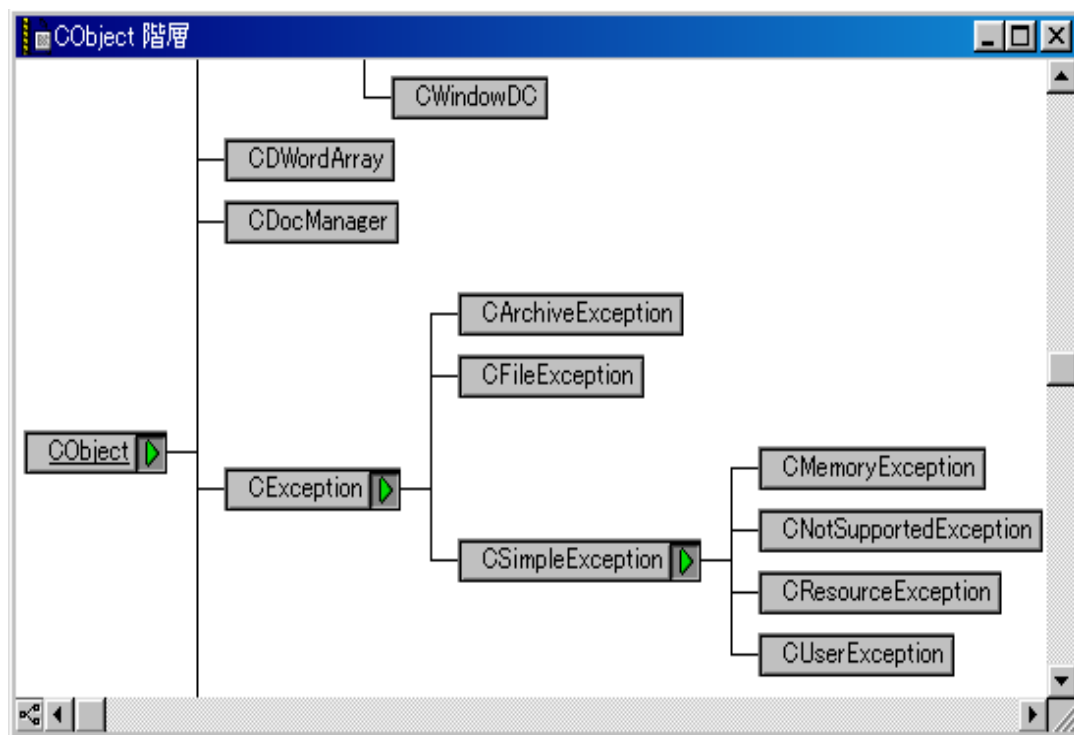 CObject 階層
CWindowDC
CDWordArray
CDocManager
CArchiveException
CFileException
CObject
CException
CMemoryException
CNotSupportedException
CSimpleException
CResourceException
CUserException